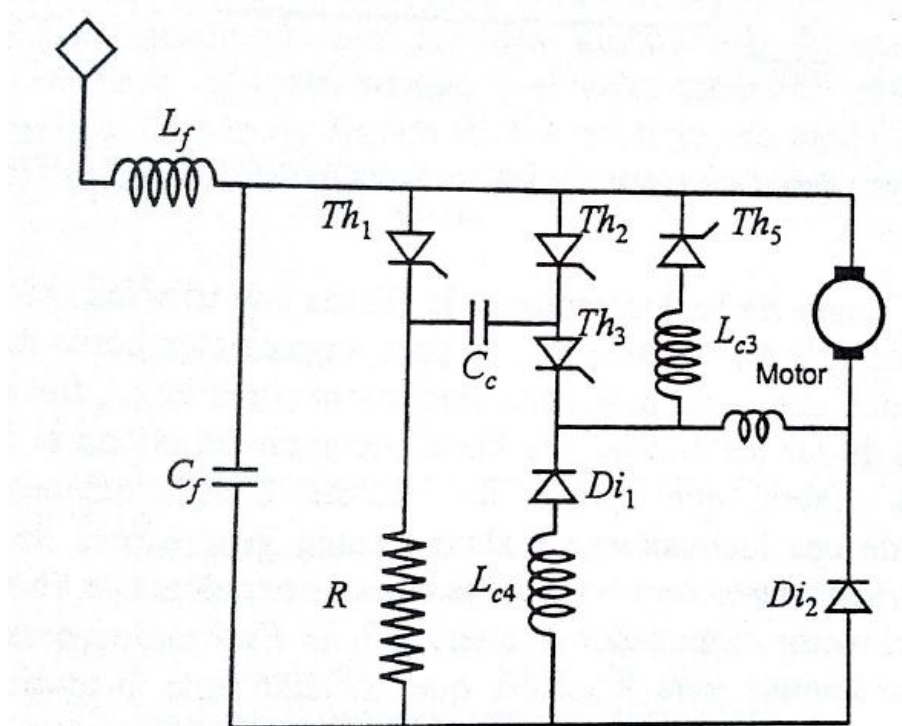 L_f
Th_1
Th_2
Th_5
Th_3
L_c3
C_c
Motor
C_f
Di_1
R
L_c4
Di_2